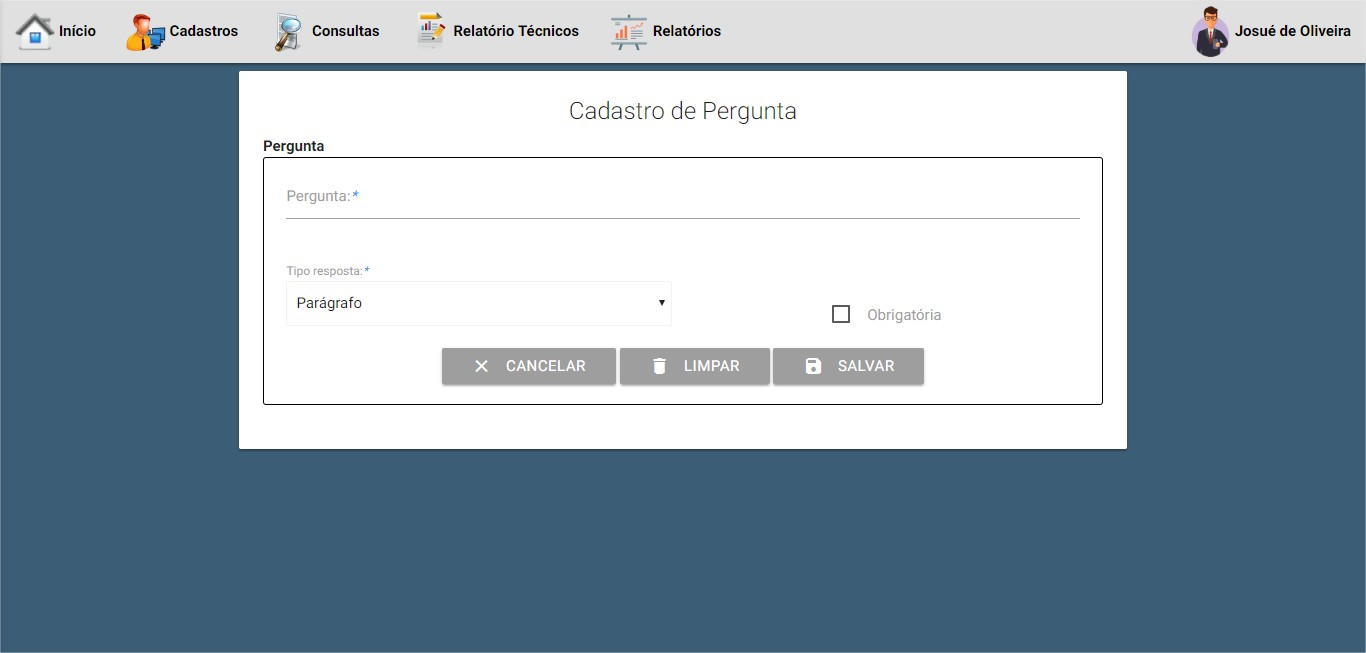 Início Cadastros Consultas Relatório Técnicos Relatórios Josué de Oliveira
Cadastro de Pergunta
Pergunta
Pergunta:*
Tipo resposta:*
Parágrafo
Obrigatória
CANCELAR LIMPAR SALVAR